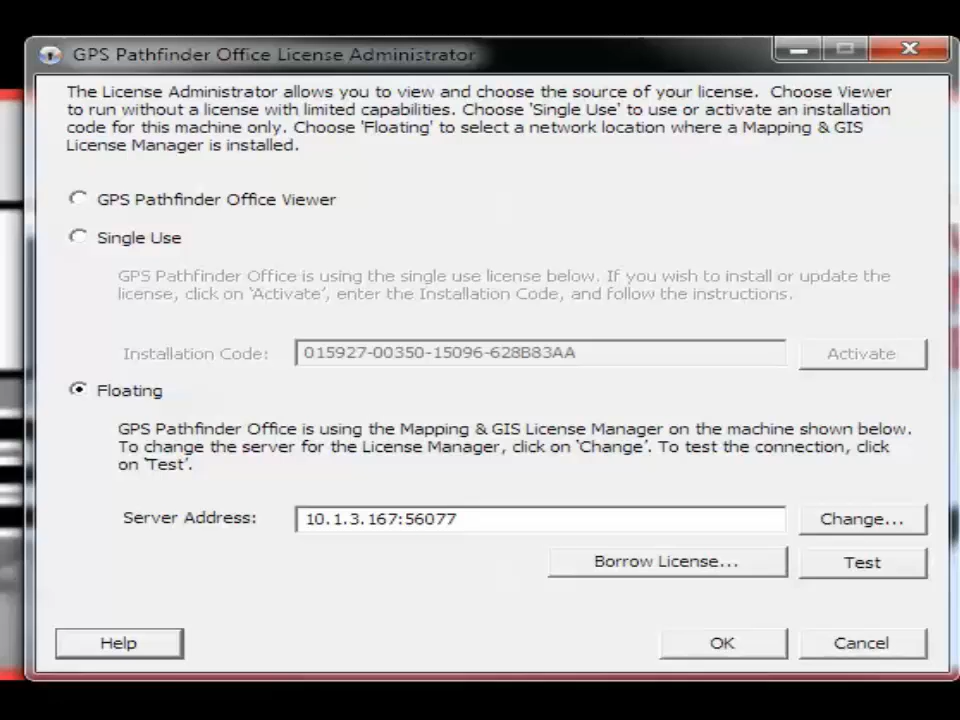 GPS Pathfinder Office License Administrator
The License Administrator allows you to view and choose the source of your license.  Choose Viewer
to run without a license with limited capabilities. Choose 'Single Use' to use or activate an installation
code for this machine only. Choose 'Floating' to select a network location where a Mapping & GIS
License Manager is installed.
GPS Pathfinder Office Viewer
Single Use
GPS Pathfinder Office is using the single use license below. If you wish to install or update the
license, click on 'Activate', enter the Installation Code, and follow the instructions.
Installation Code: 015927-00350-15096-628B83AA Activate
Floating
GPS Pathfinder Office is using the Mapping & GIS License Manager on the machine shown below.
To change the server for the License Manager, click on 'Change'. To test the connection, click
on 'Test'.
Server Address: 10.1.3.167:56077 Change...
Borrow License... Test
Help OK Cancel